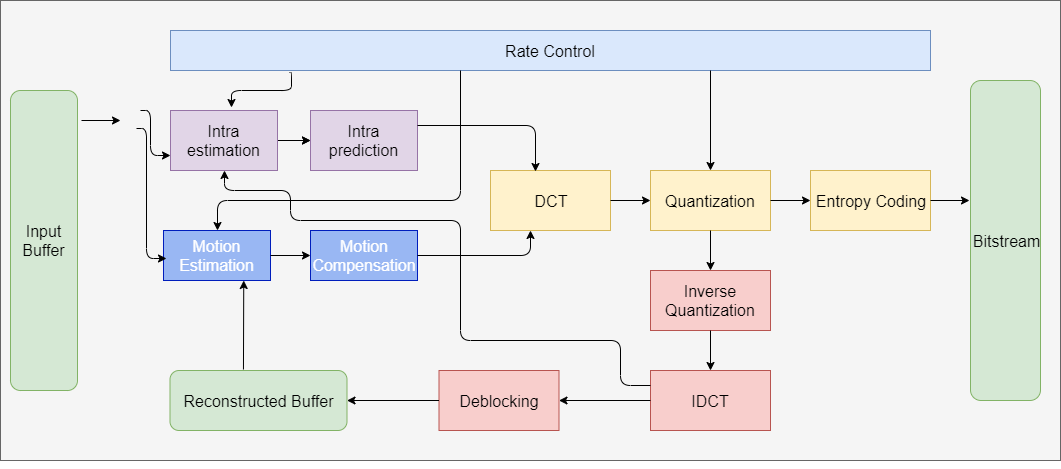 Rate Control
Input
Buffer
Intra
estimation
Intra
prediction
DCT
Quantization
Entropy Coding
Bitstream
Motion
Estimation
Motion
Compensation
Inverse
Quantization
Reconstructed Buffer
Deblocking
IDCT